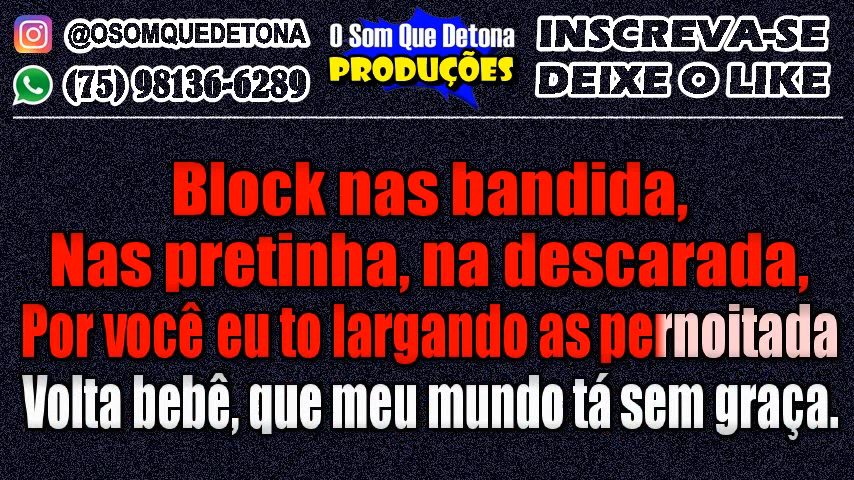 @OSOMQUEDETONA
(75) 98136-6289
O Som Que Detona
PRODUÇÕES
INSCREVA-SE
DEIXE O LIKE
Block nas bandida,
Nas pretinha, na descarada,
Por você eu to largando as pernoitada
Volta bebê, que meu mundo tá sem graça.